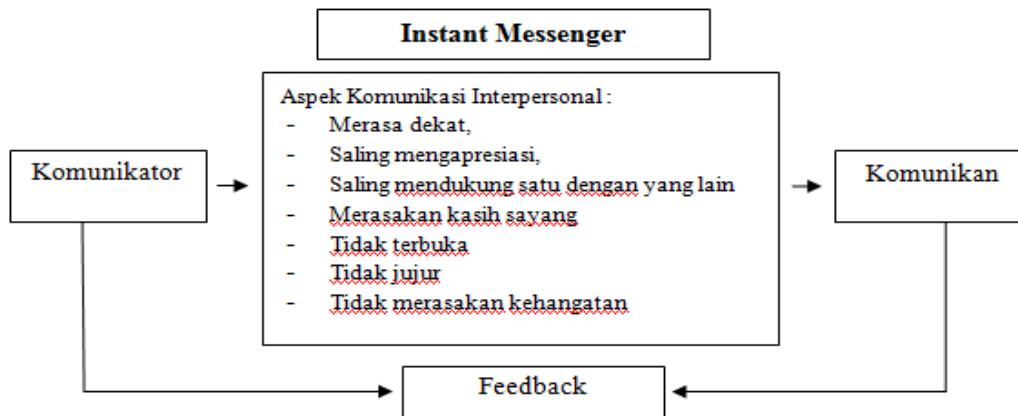 Instant Messenger
Aspek Komunikasi Interpersonal :
- Merasa dekat,
- Saling mengapresiasi,
- Saling mendukung satu dengan yang lain
- Merasakan kasih sayang
- Tidak terbuka
- Tidak jujur
- Tidak merasakan kehangatan
Komunikator
Komunikan
Feedback